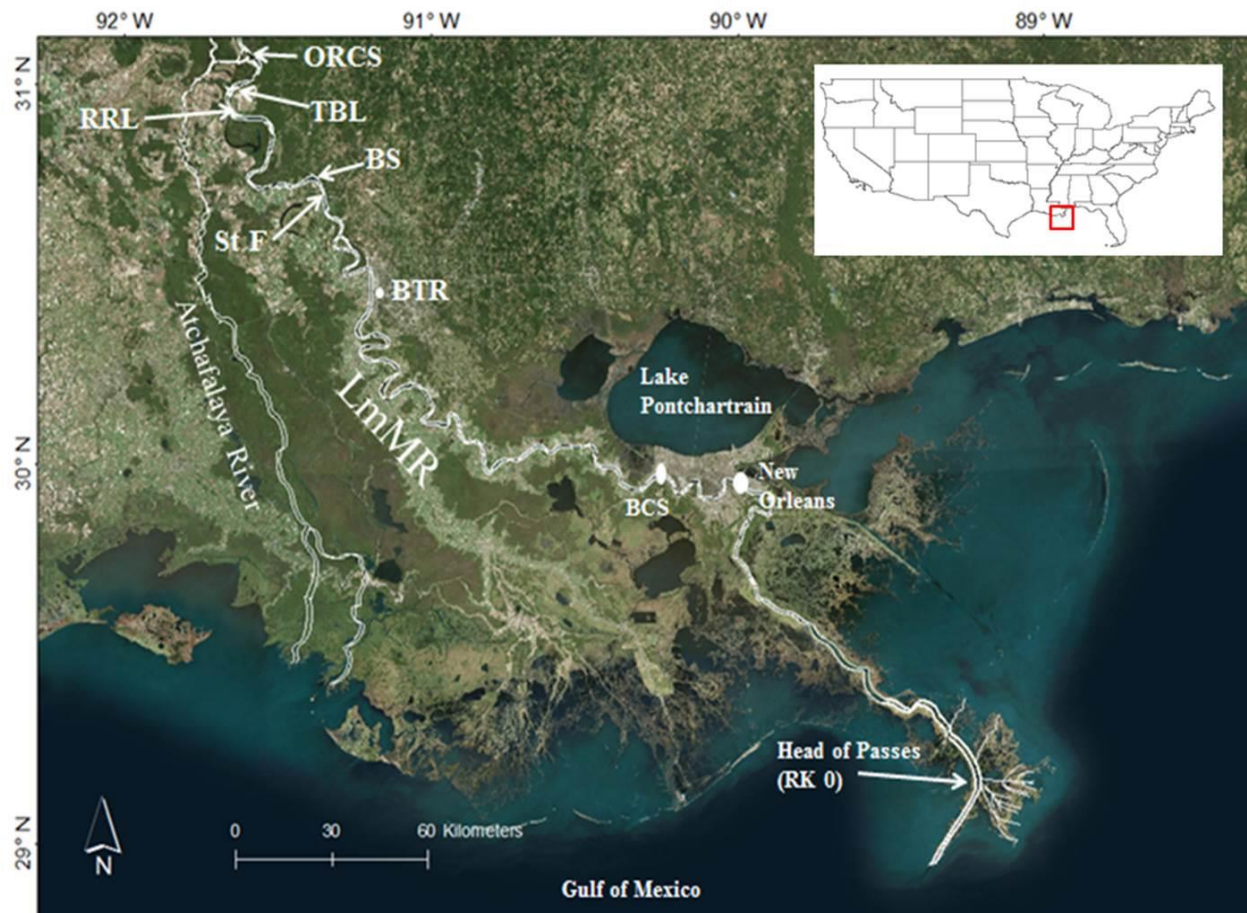 92° W
91° W
90° W
89° W
31° N
ORCS
TBL
RRL
BS
St.F
BTR
Atchafalaya River
LmMR
Lake
Pontchartrain
30° N
BCS
New
Orleans
Head of Passes
(RK 0)
0 30 60 Kilometers
N
29° N
Gulf of Mexico